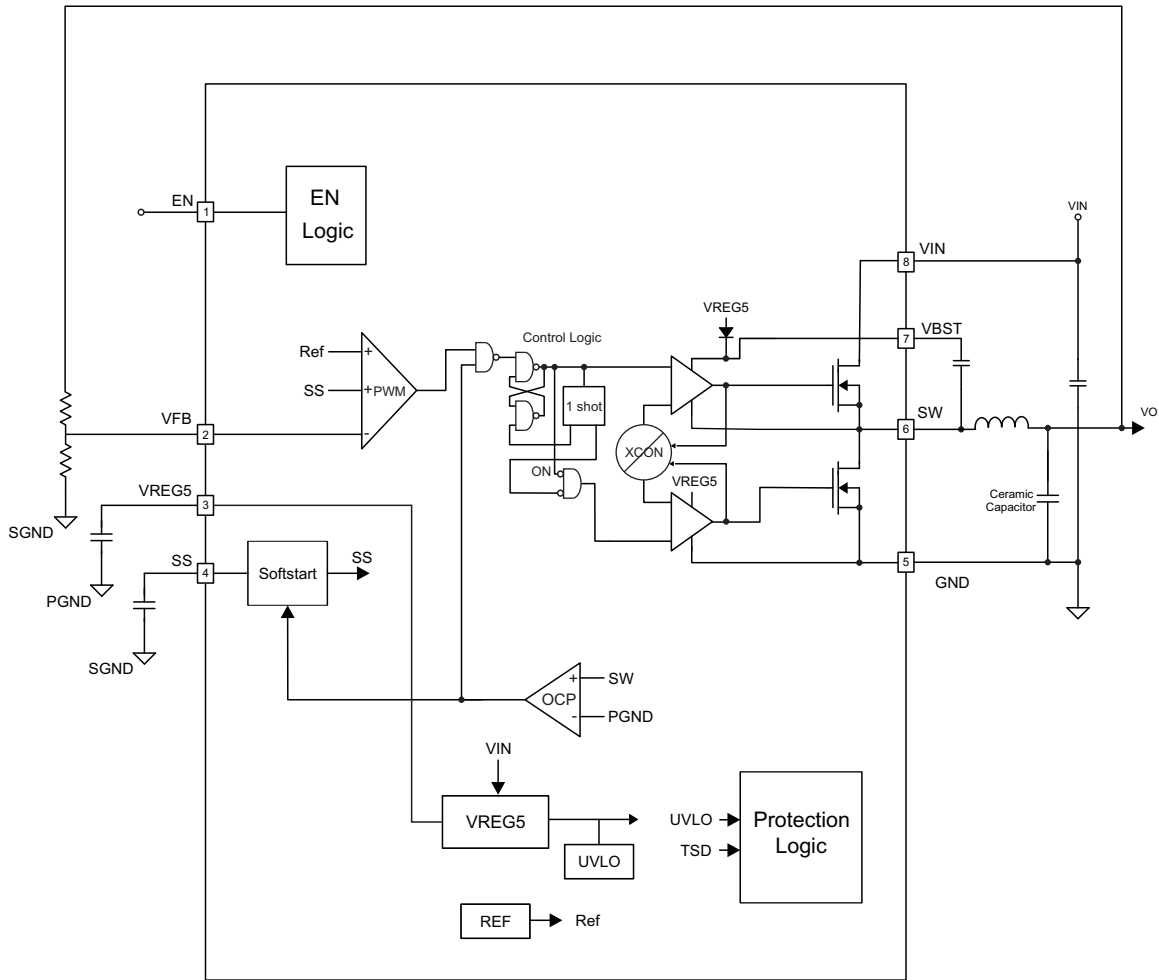 EN
1
EN
Logic
VIN
VIN
8
VREG5
VBST
7
Control Logic
Ref
+
SS
+
PWM
-
1 shot
VFB
2
SW
6
VO
XCON
ON
VREG5
Ceramic
Capacitor
VREG5
3
SGND
SS
4
Softstart
SS
5
GND
PGND
SGND
+
SW
OCP
-
PGND
VIN
VREG5
UVLO
UVLO
TSD
Protection
Logic
REF
Ref